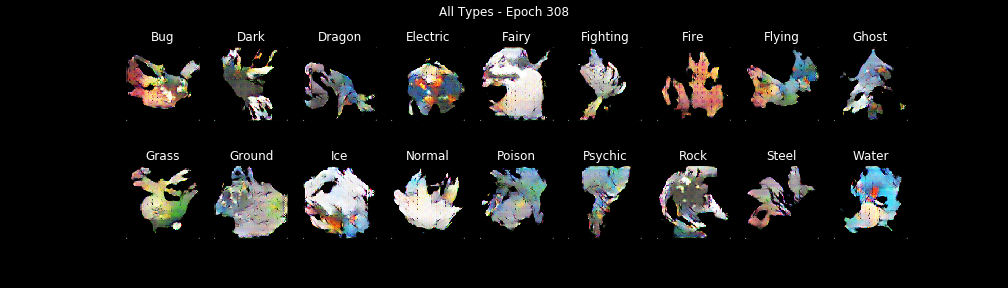 All Types - Epoch 308
Bug Dark Dragon Electric Fairy Fighting Fire Flying Ghost
Grass Ground Ice Normal Poison Psychic Rock Steel Water